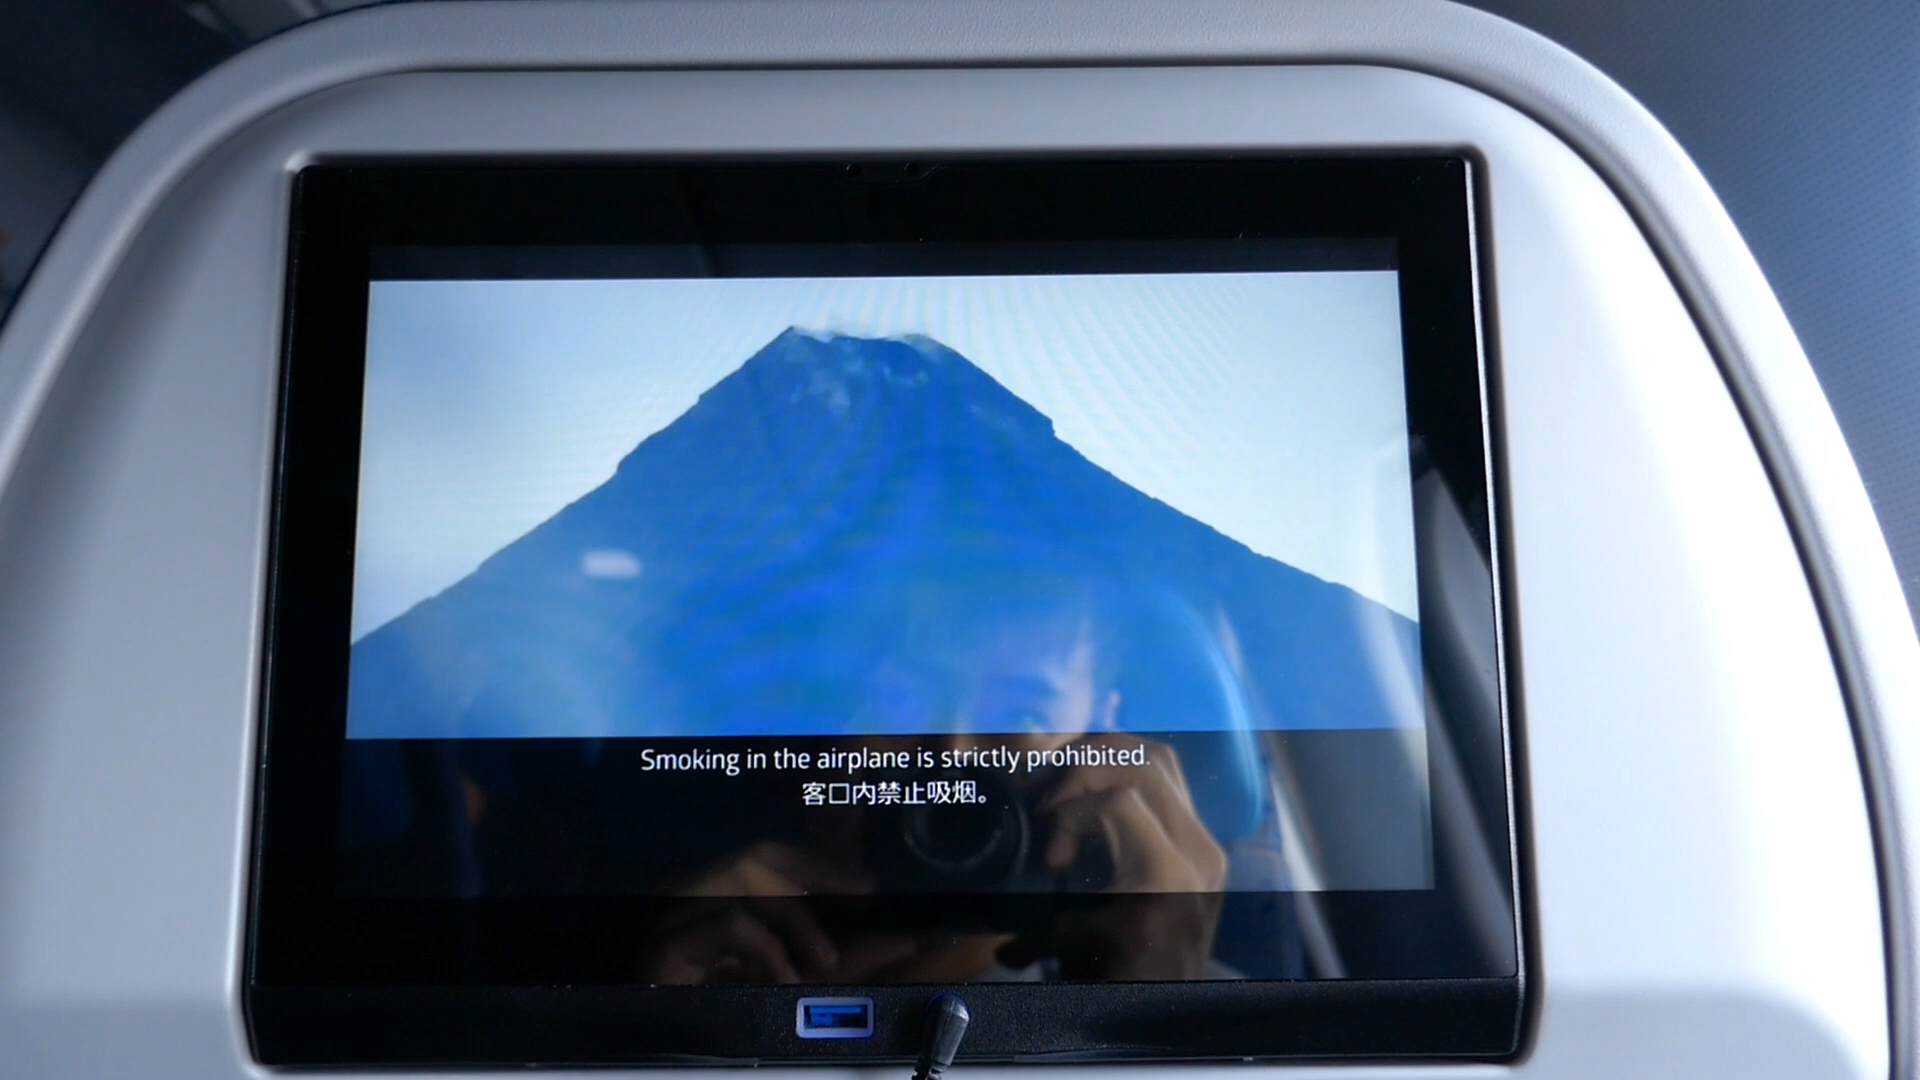 Smoking in the airplane is strictly prohibited.
客□内禁止吸烟。